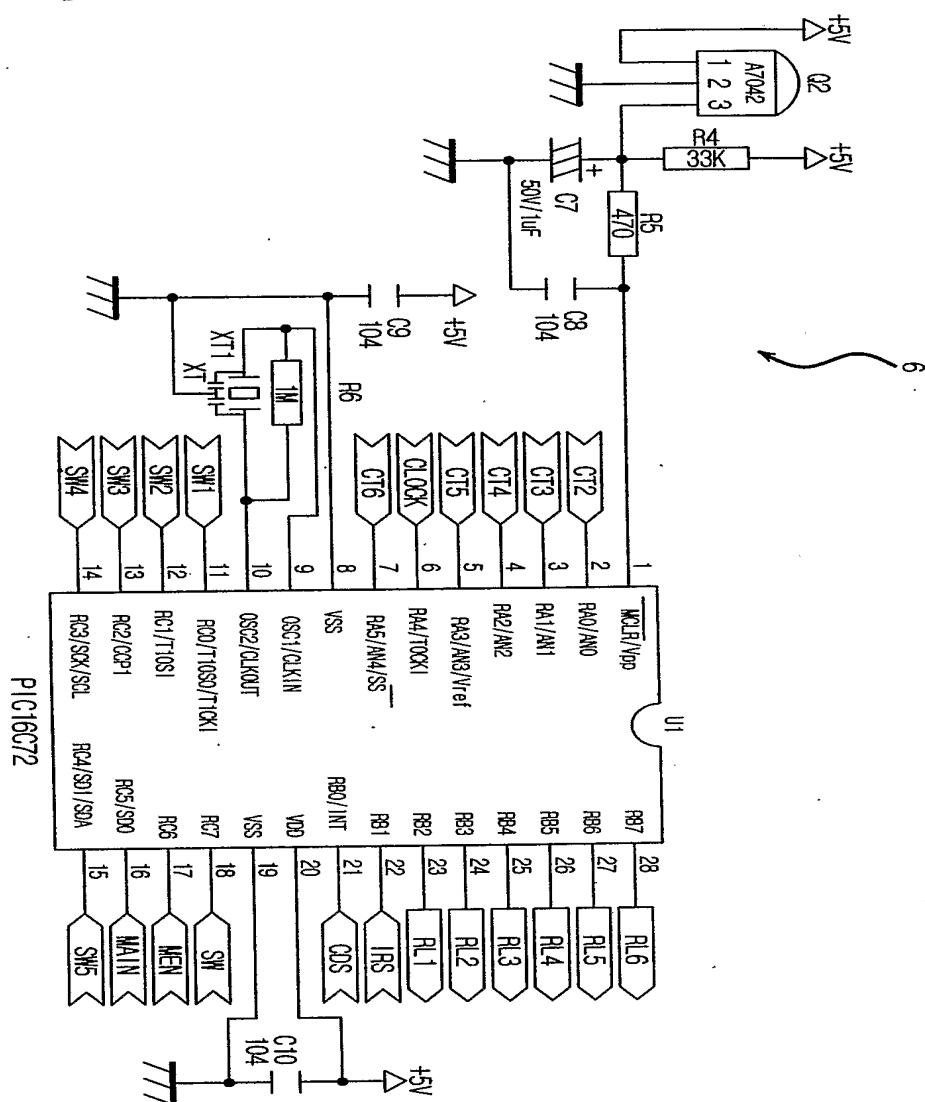 +5V
Q2
A7042
1
2
3
R4
33K
+5V
R5
470
C7
50V/1uF
C8
104
6
+5V
C9
104
R6
1M
XT1
XT
CT2
CT3
CT4
CT5
CLOCK
CT6
SW1
SW2
SW3
SW4
1
2
3
4
5
6
7
8
9
10
11
12
13
14
MCLR/Vpp
RA0/AN0
RA1/AN1
RA2/AN2
RA3/AN3/Vref
RA4/TOCK1
RA5/AN4/SS
VSS
OSC1/CLKIN
OSC2/CLKOUT
RC0/T1OSO/T1CK1
RC1/T1OS1
RC2/CCP1
RC3/SCK/SCL
U1
PIC16C72
RB7
RB6
RB5
RB4
RB3
RB2
RB1
RB0/INT
VDD
VSS
RC7
RC6
RC5/SDO
RC4/SD1/SDA
28
27
26
25
24
23
22
21
20
19
18
17
16
15
RL6
RL5
RL4
RL3
RL2
RL1
IRS
CDS
SW
MEN
MAIN
SW5
C10
104
+5V